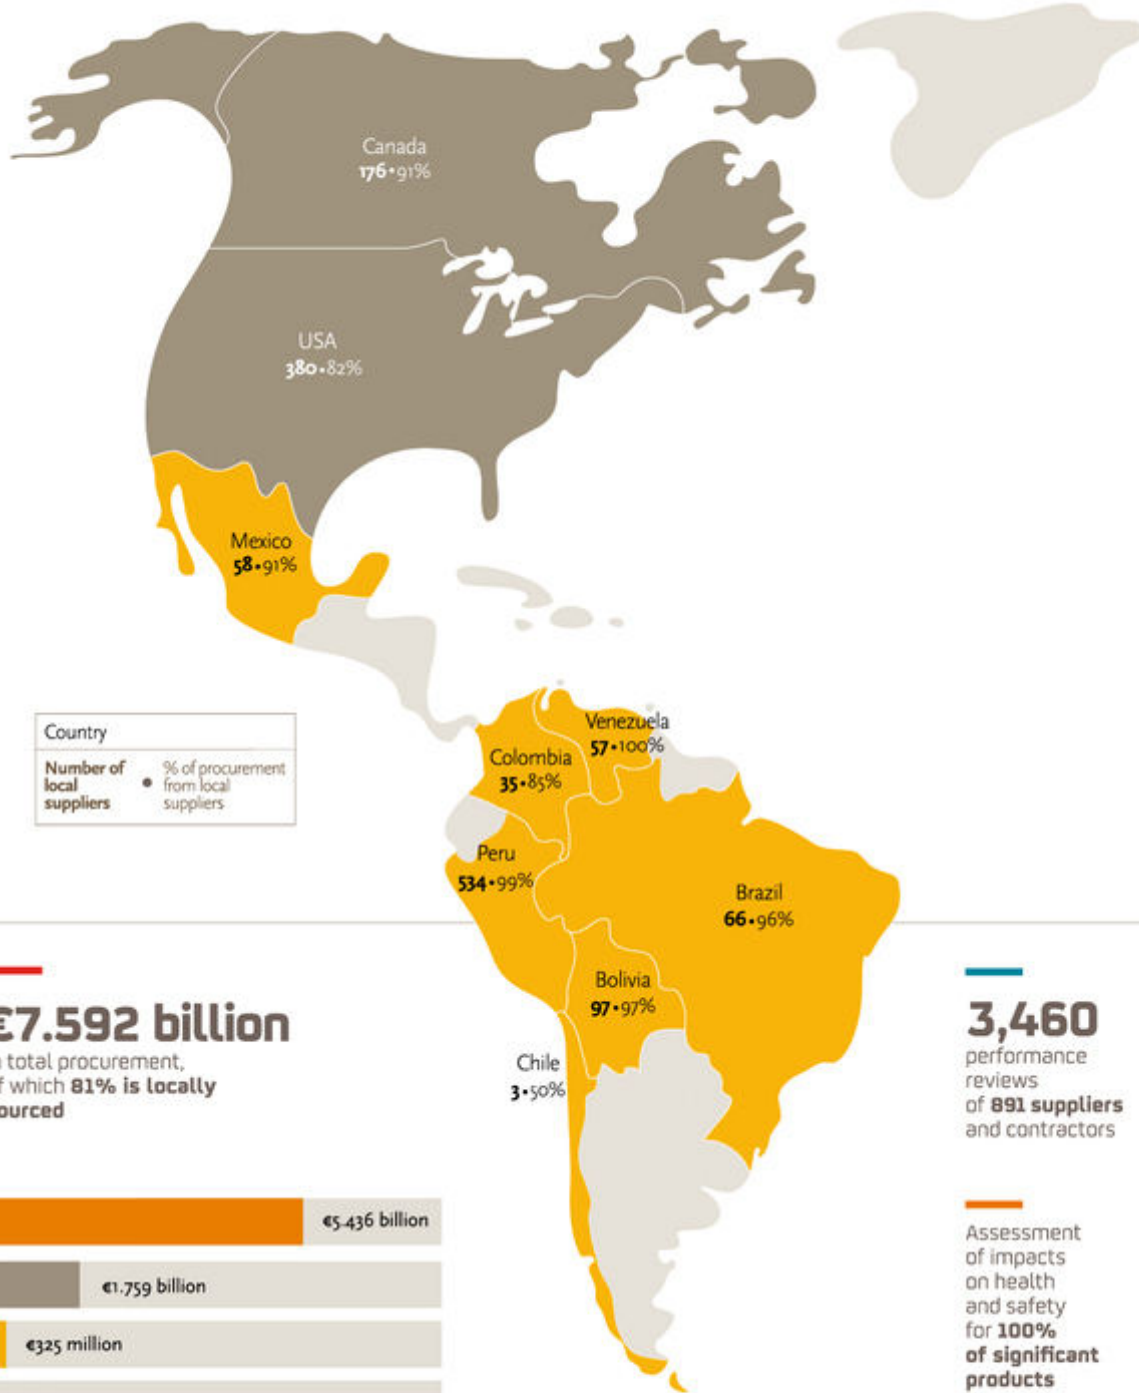 Canada
176•91%
USA
380•82%
Mexico
58•91%
Country
Number of
local
suppliers
•
% of procurement
from local
suppliers
Venezuela
57•100%
Colombia
35•85%
Peru
534•99%
Brazil
66•96%
Bolivia
97•97%
Chile
3•50%
€7.592 billion
total procurement,
which 81% is locally
€5.436 billion
€1.759 billion
€325 million
3,460
performance
reviews
of 891 suppliers
and contractors
Assessment
of impacts
on health
and safety
for 100%
of significant
products